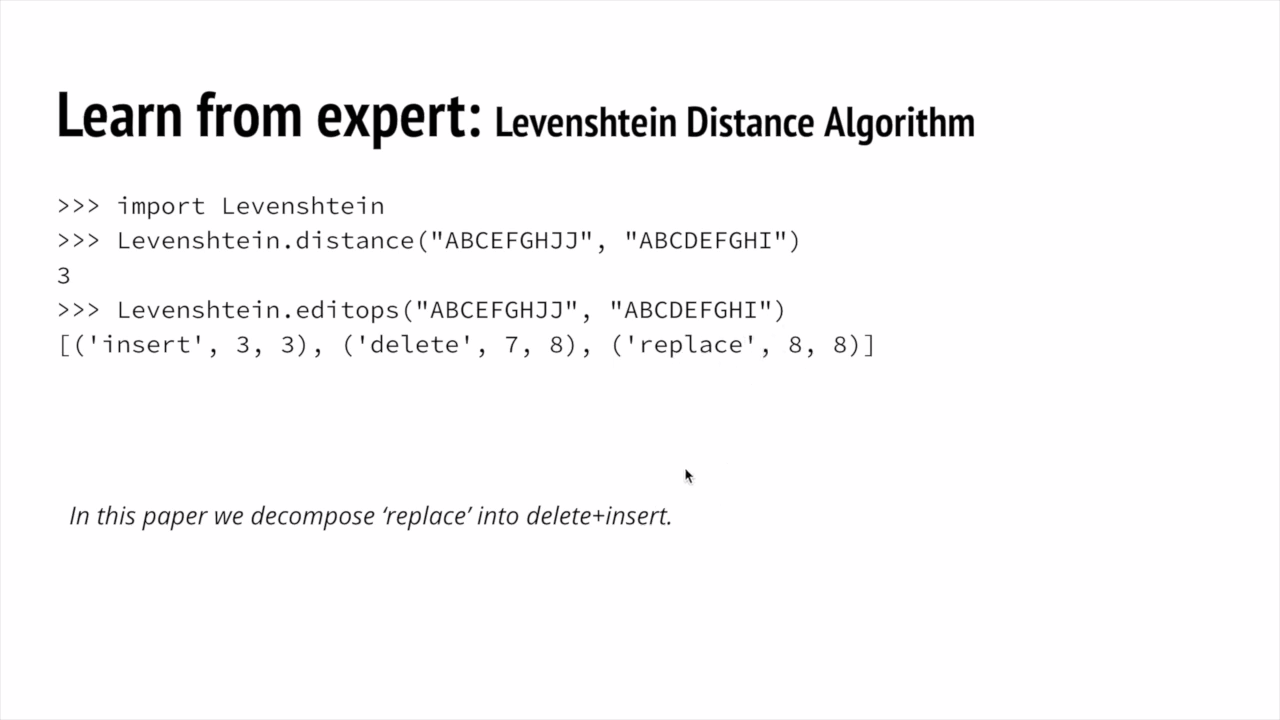 Learn from expert: Levenshtein Distance Algorithm
>>> import Levenshtein
>>> Levenshtein.distance("ABCEFGHJJ", "ABCDEFGHI")
3
>>> Levenshtein.editops("ABCEFGHJJ", "ABCDEFGHI")
[('insert', 3, 3), ('delete', 7, 8), ('replace', 8, 8)]
In this paper we decompose ‘replace’ into delete+insert.